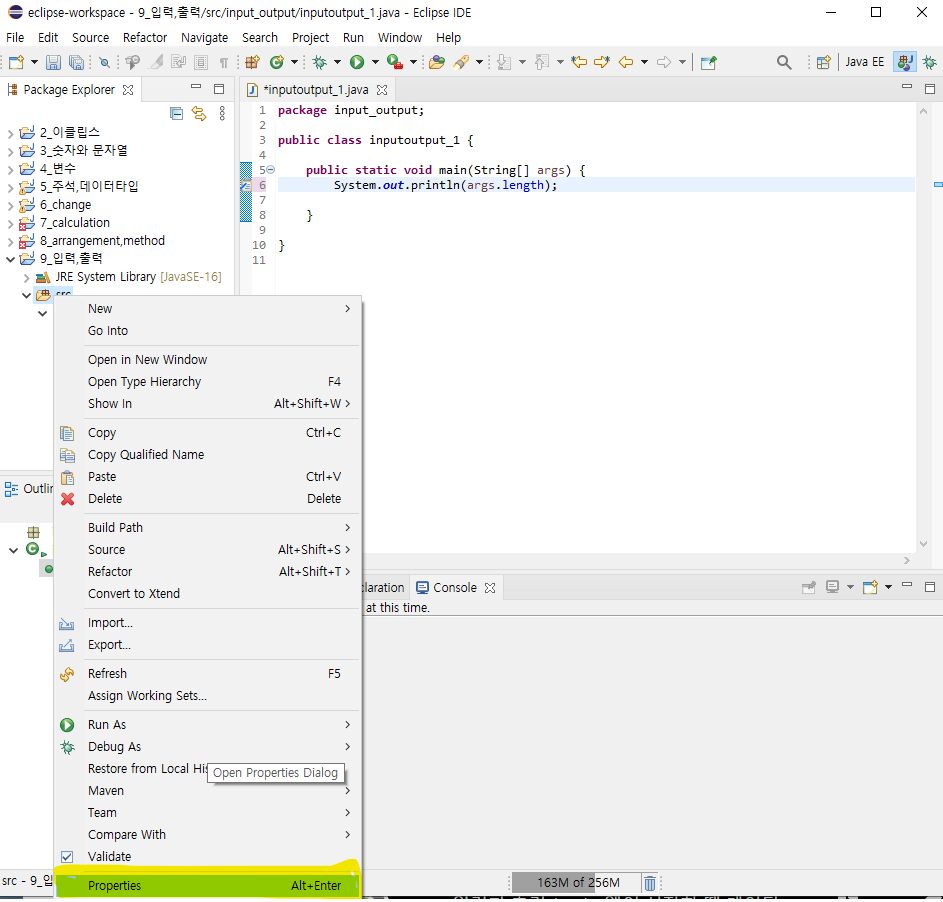 eclipse-workspace - 9_입력,출력/src/input_output/inputoutput_1.java - Eclipse IDE
File Edit Source Refactor Navigate Search Project Run Window Help
Java EE
Package Explorer
2_이클립스
3_숫자와 문자열
4_변수
5_주석,데이터타입
6_change
7_calculation
8_arrangement,method
9_입력,출력
JRE System Library [JavaSE-16]
src
*inputoutput_1.java
1 package input_output;
2
3 public class inputoutput_1 {
4
5 public static void main(String[] args) {
6 System.out.println(args.length);
7
8 }
9
10 }
11
New
Go Into
Open in New Window
Open Type Hierarchy F4
Show In Alt+Shift+W
Copy Ctrl+C
Copy Qualified Name
Paste Ctrl+V
Delete Delete
Build Path
Source Alt+Shift+S
Refactor Alt+Shift+T
Convert to Xtend
Import...
Export...
Refresh F5
Assign Working Sets...
Run As
Debug As
Restore from Local His
Open Properties Dialog
Maven
Team
Compare With
Validate
Properties Alt+Enter
Outlin
claration Console
at this time.
src - 9_입
163M of 256M